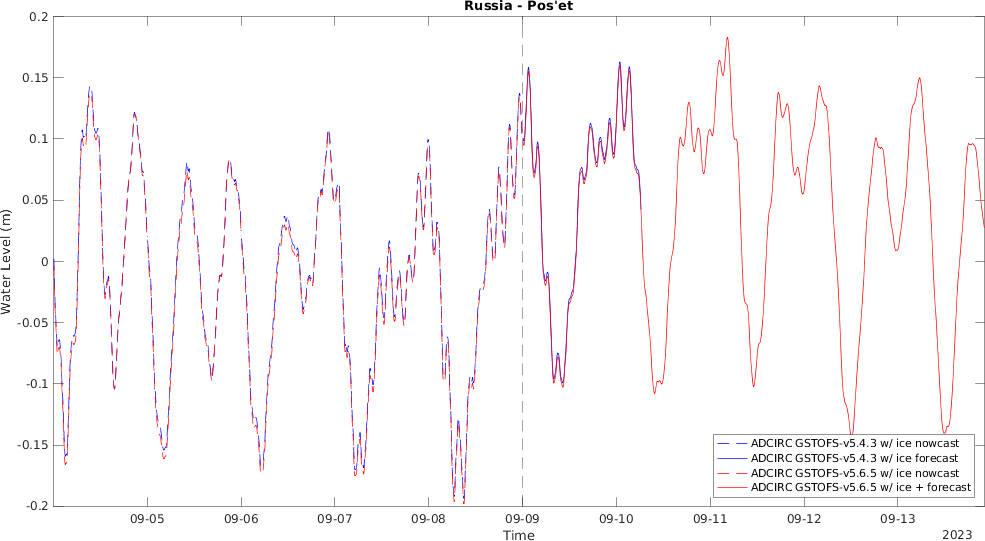 Russia - Pos'et
0.2
0.15
0.1
0.05
0
-0.05
-0.1
-0.15
-0.2
Water Level (m)
ADCIRC GSTOFS-v5.4.3 w/ ice nowcast
ADCIRC GSTOFS-v5.4.3 w/ ice forecast
ADCIRC GSTOFS-v5.6.5 w/ ice nowcast
ADCIRC GSTOFS-v5.6.5 w/ ice + forecast
09-05 09-06 09-07 09-08 09-09 09-10 09-11 09-12 09-13
Time
2023